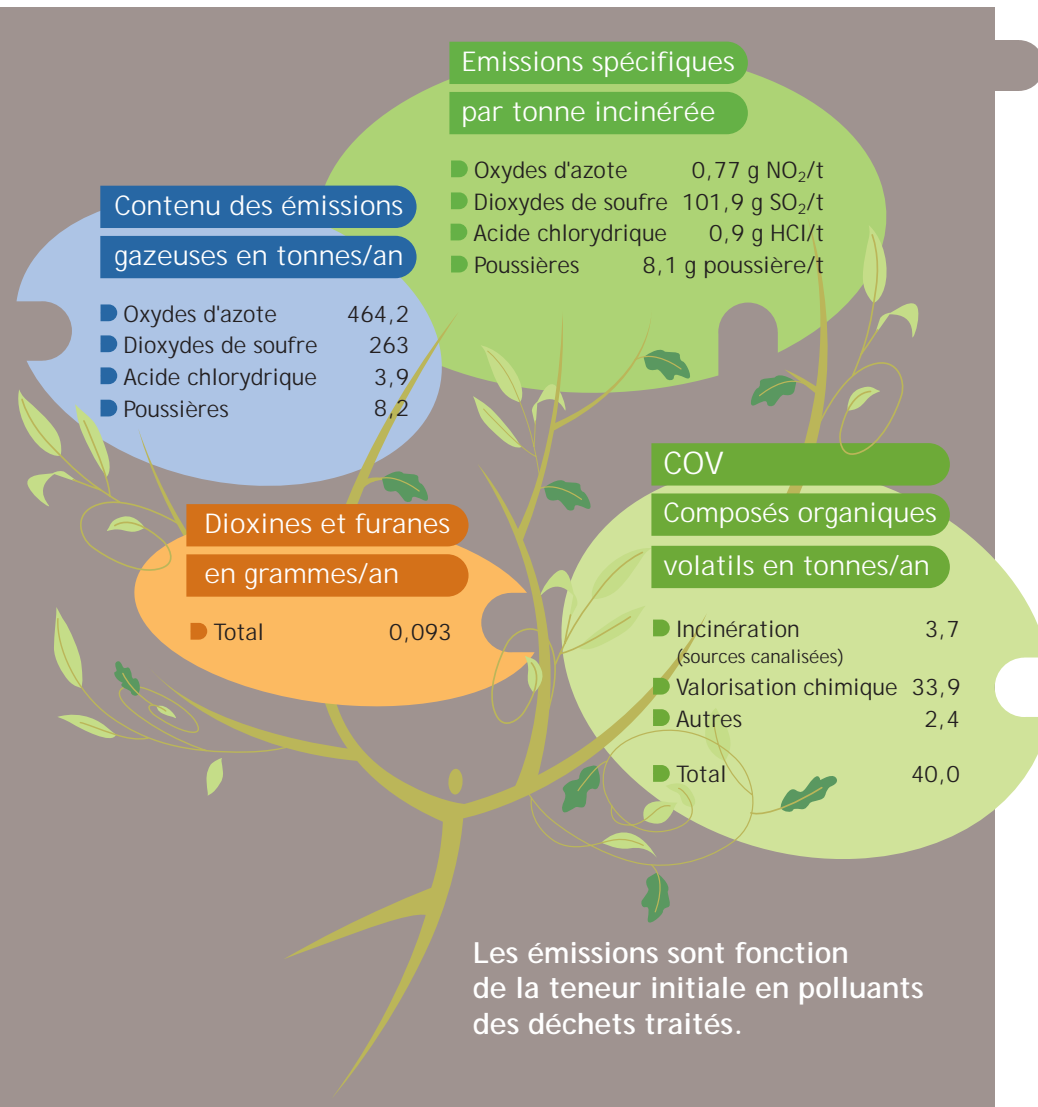 Emissions spécifiques
par tonne incinérée
Oxydes d'azote 0,77 g NO₂/t
Dioxydes de soufre 101,9 g SO₂/t
Acide chlorydrique 0,9 g HCl/t
Poussières 8,1 g poussière/t
Contenu des émissions
gazeuses en tonnes/an
Oxydes d'azote 464,2
Dioxydes de soufre 263
Acide chlorydrique 3,9
Poussières 8,2
Dioxines et furanes
en grammes/an
Total 0,093
COV
Composés organiques
volatils en tonnes/an
Incinération 3,7
(sources canalisées)
Valorisation chimique 33,9
Autres 2,4
Total 40,0
Les émissions sont fonction
de la teneur initiale en polluants
des déchets traités.